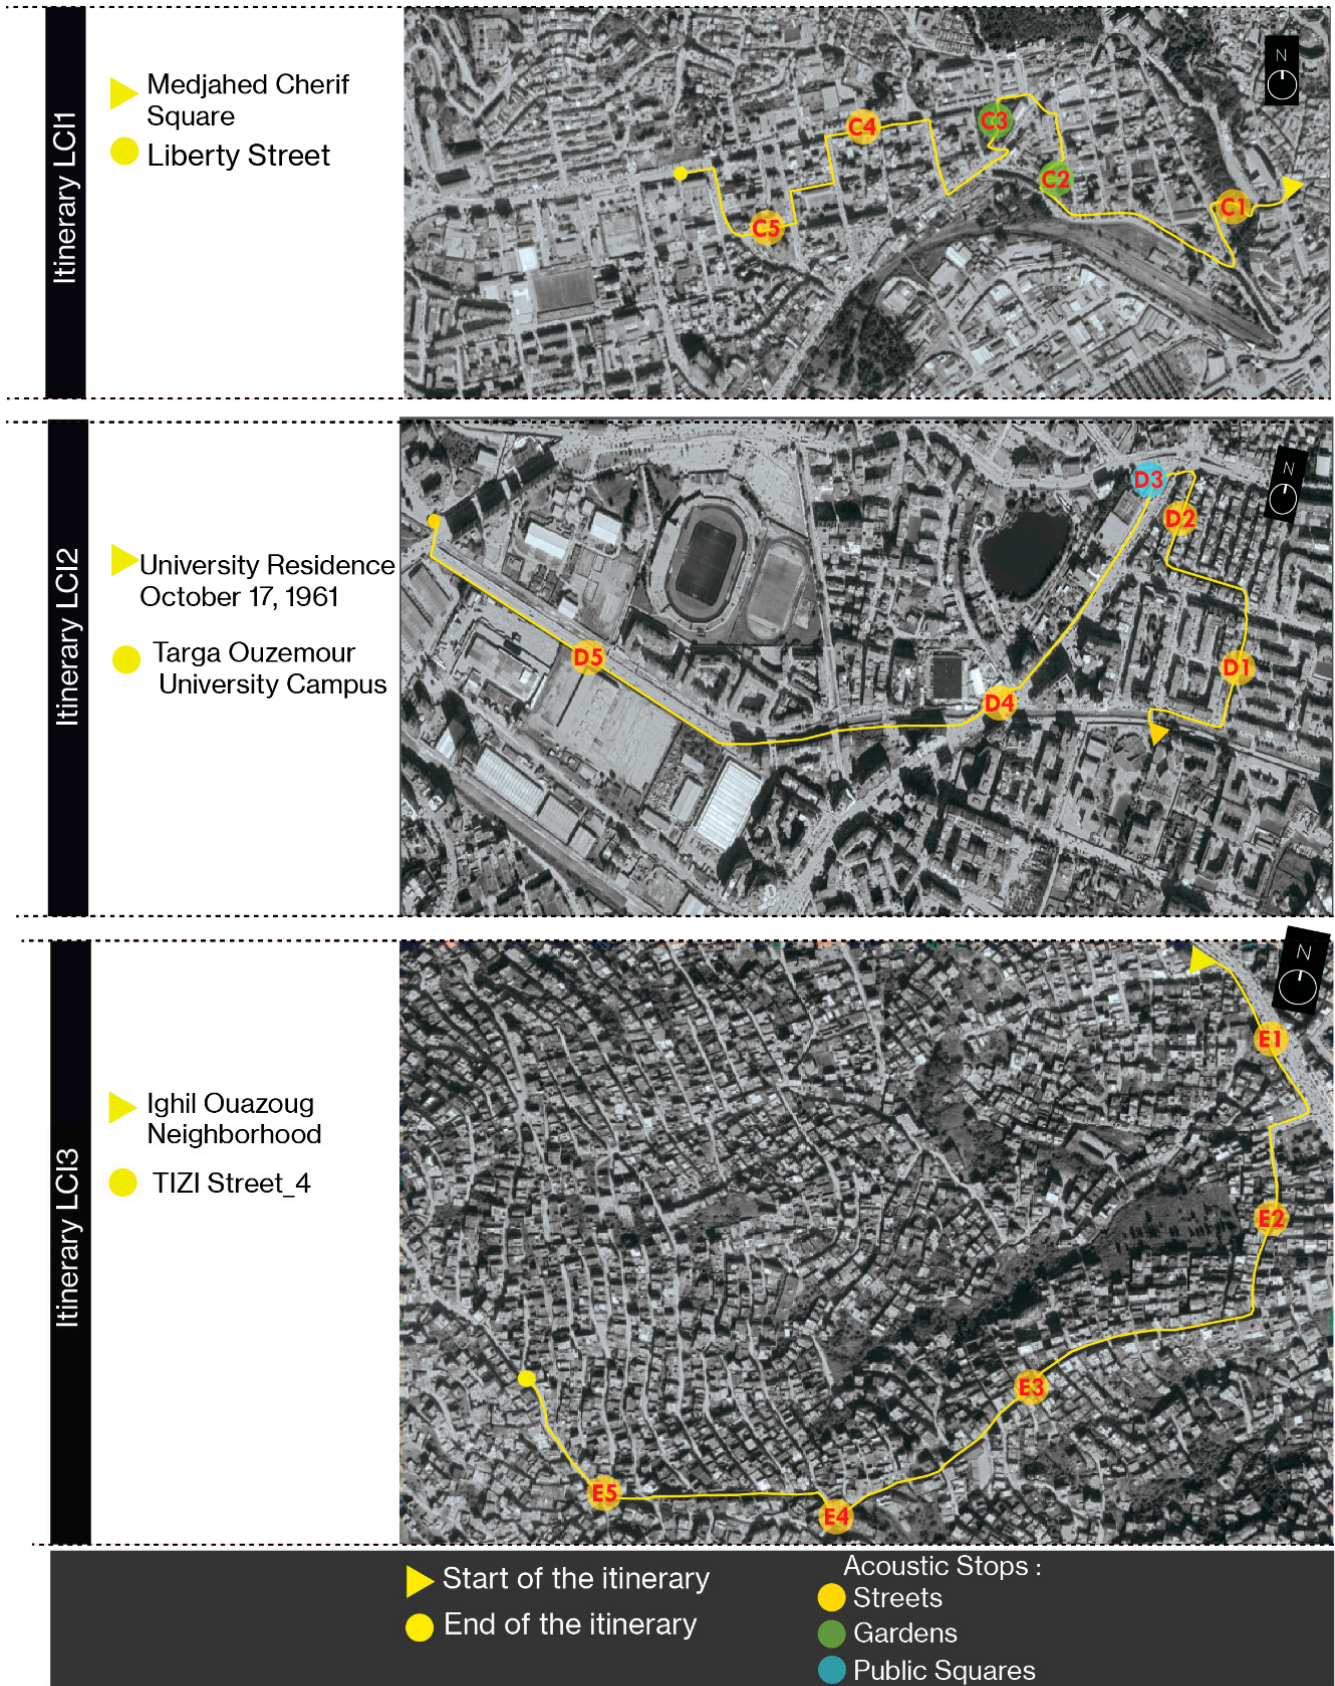 Itinerary LCI1
Medjahed Cherif
Square
Liberty Street
N
C4
C3
C2
C1
C5
Itinerary LCI2
University Residence
October 17, 1961
Targa Ouzemour
University Campus
N
D3
D2
D5
D1
D4
Itinerary LCI3
Ighil Ouazoug
Neighborhood
TIZI Street_4
N
E1
E2
E3
E5
E4
Start of the itinerary
End of the itinerary
Acoustic Stops :
Streets
Gardens
Public Squares